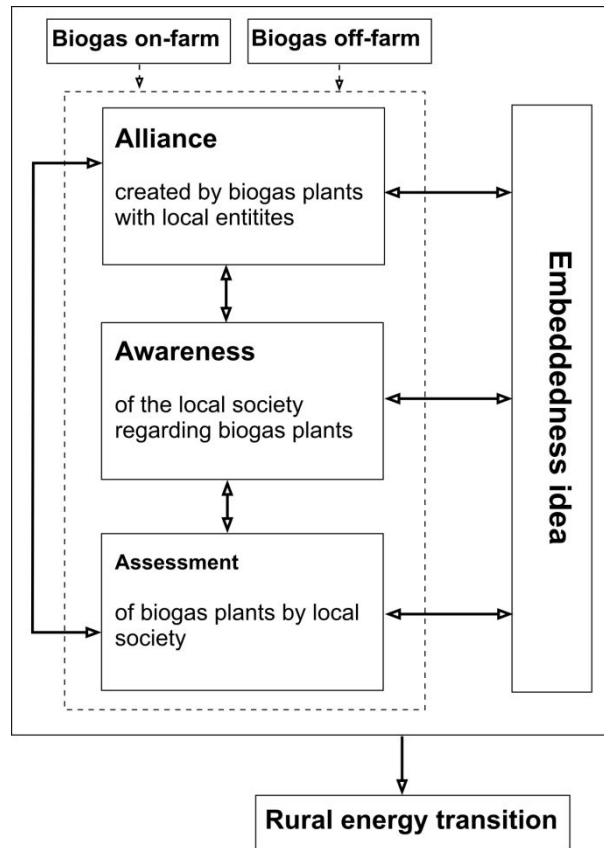 Biogas on-farm
Biogas off-farm
Alliance
created by biogas plants
with local entitites
Awareness
of the local society
regarding biogas plants
Assessment
of biogas plants by local
society
Embeddedness idea
Rural energy transition